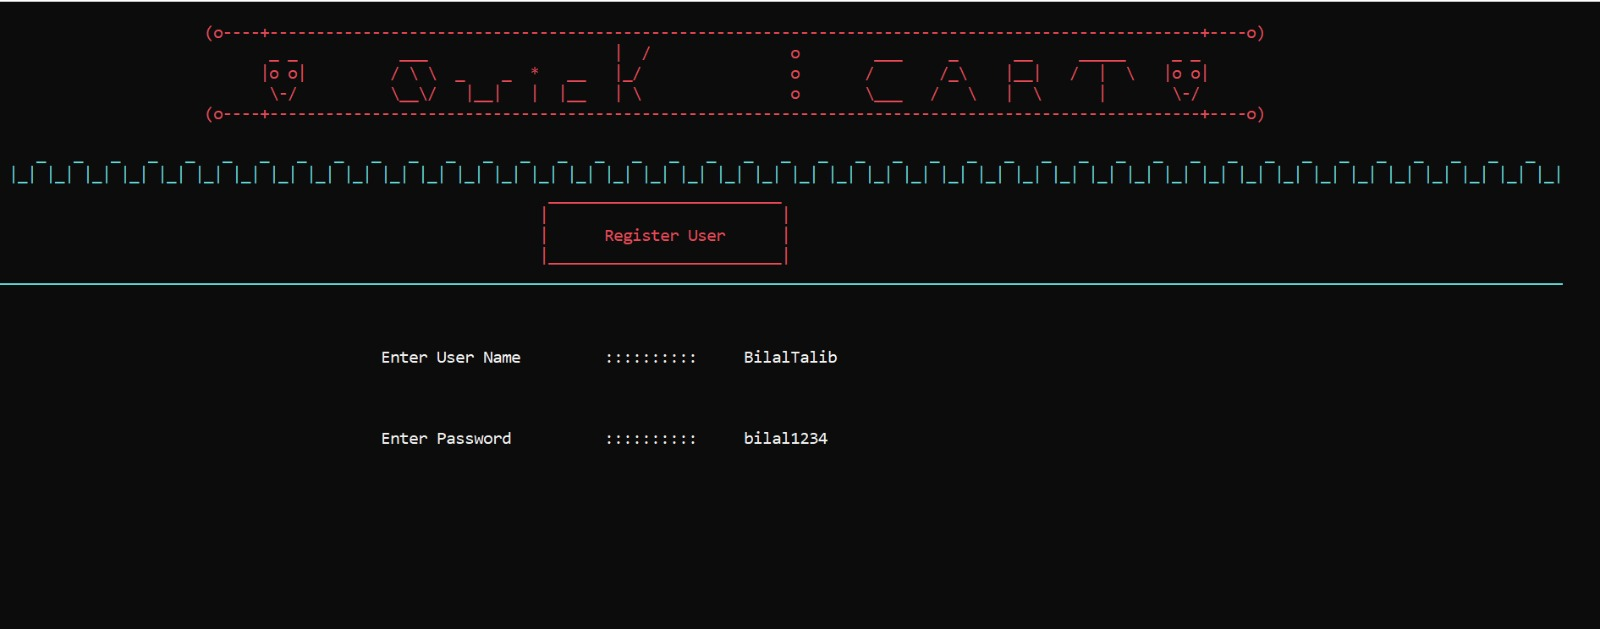 Quick : CART
Register User
Enter User Name :::::::::: BilalTalib
Enter Password :::::::::: bilal1234